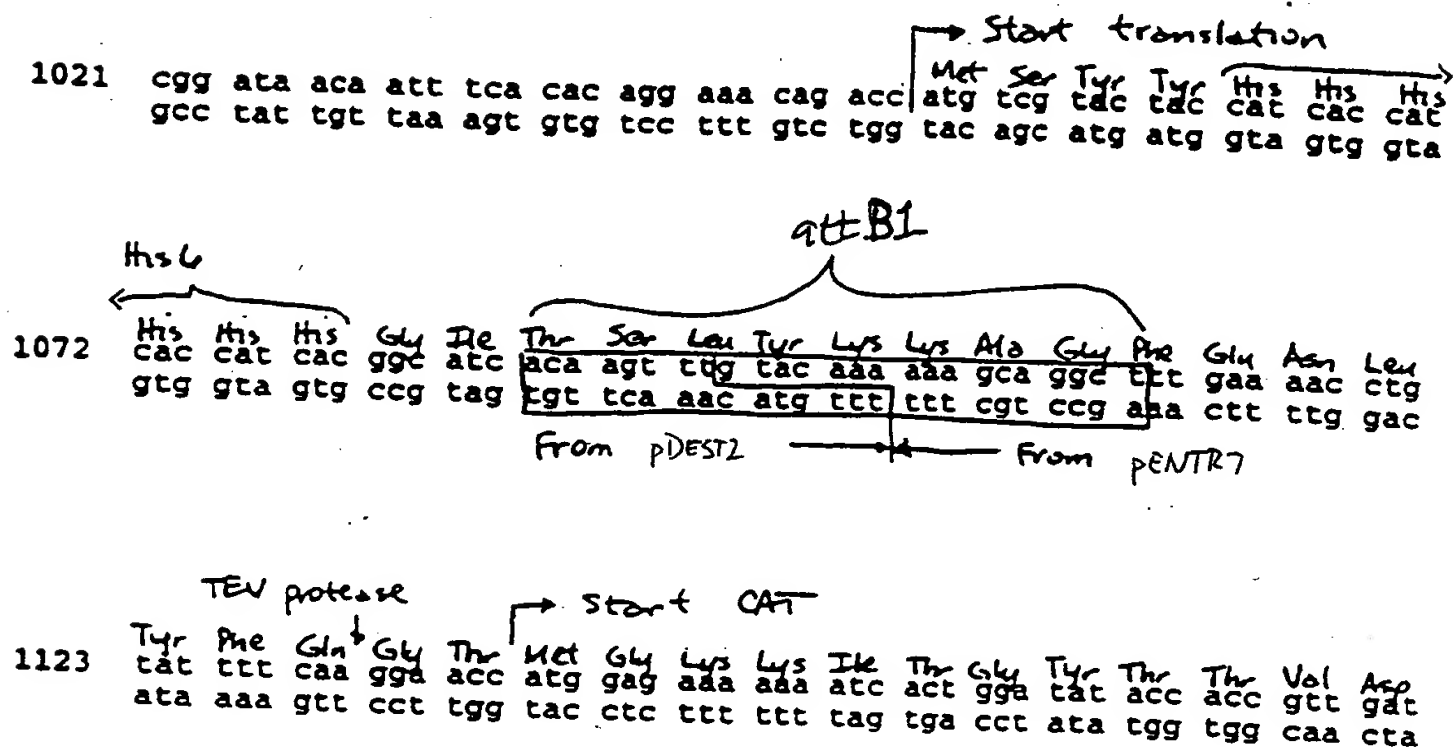 Start translation
Met Ser Tyr Tyr His His His
1021 cgg ata aca att tca cac agg aaa cag acc atg tcg tac tac cat cac cat
gcc tat tgt taa agt gtg tcc ttt gtc tgg tac agc atg atg gta gtg gta
attB1
His 6
His His His Gly Ile Thr Ser Leu Tyr Lys Lys Ala Gly Phe Glu Asn Leu
1072 cac cat cac ggc atc aca agt ttg tac aaa aaa gca ggc ttt gaa aac ctg
gtg gta gtg ccg tag tgt tca aac atg ttt ttt cgt ccg aaa ctt ttg gac
From pDEST2 From pENTR7
TEV protease Start CAT
Tyr Phe Gln Gly Thr Met Gly Lys Lys Ile Thr Gly Tyr Thr Thr Val Asp
1123 tat ttt caa gga acc atg gag aaa aaa atc act gga tat acc acc gtt gat
ata aaa gtt cct tgg tac ctc ttt ttt tag tga cct ata tgg tgg caa cta